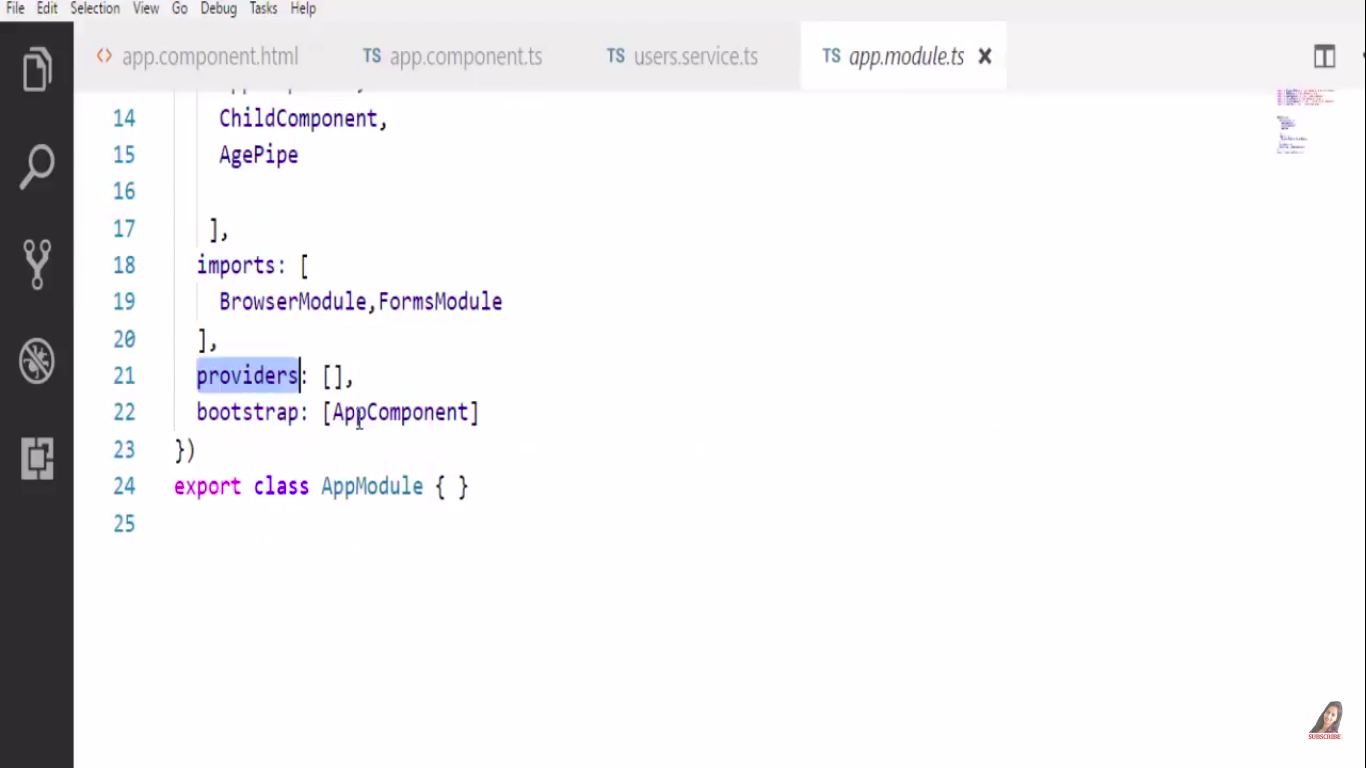 File Edit Selection View Go Debug Tasks Help
<> app.component.html TS app.component.ts TS users.service.ts TS app.module.ts
14 ChildComponent,
15 AgePipe
16
17 ],
18 imports: [
19 BrowserModule,FormsModule
20 ],
21 providers: [],
22 bootstrap: [AppComponent]
23 })
24 export class AppModule { }
25
SUBSCRIBE